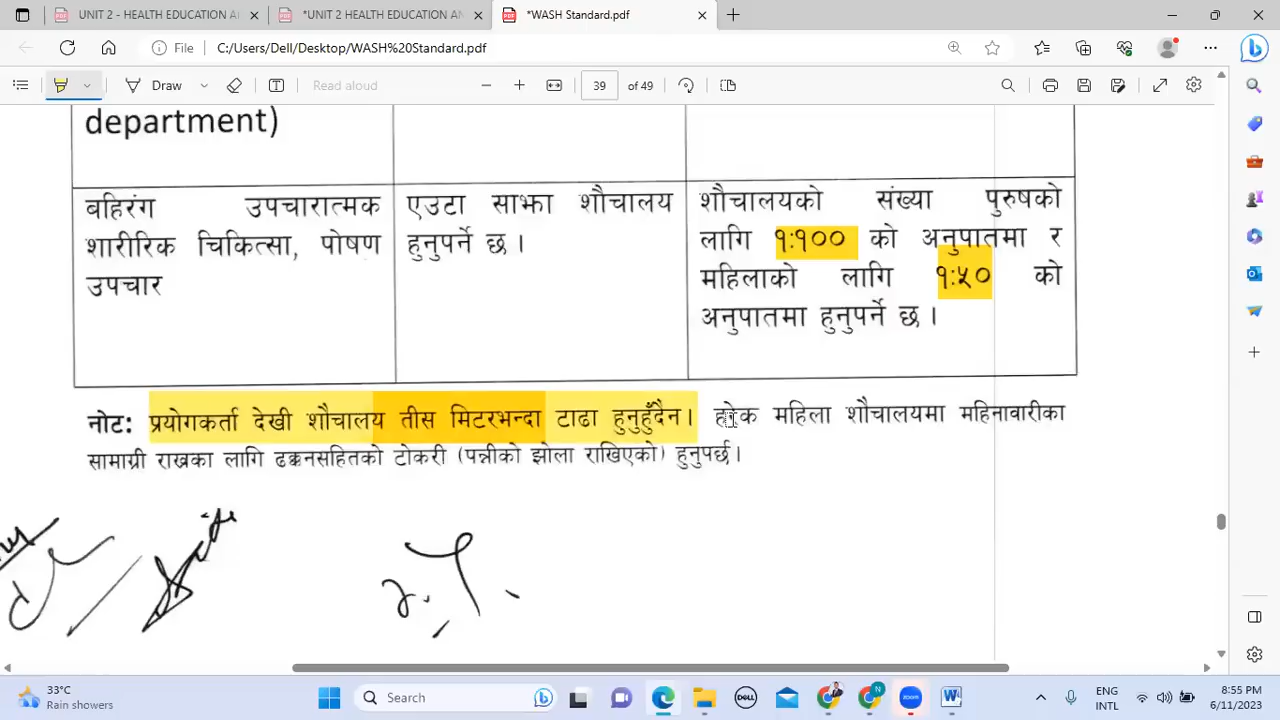 UNIT 2 - HEALTH EDUCATION A
*UNIT 2 HEALTH EDUCATION AN
*WASH Standard.pdf
File
C:/Users/Dell/Desktop/WASH%20Standard.pdf
Draw
Read aloud
39
of 49
department)
वहिरंग उपचारात्मक
शारीरिक चिकित्सा, पोषण
उपचार
एउटा साझा शौचालय
हुनुपर्ने छ ।
शौचालयको संख्या पुरुषको
लागि १:१०० को अनुपातमा र
महिलाको लागि १:५० को
अनुपातमा हुनुपर्ने छ ।
नोट: प्रयोगकर्ता देखी शौचालय तीस मिटरभन्दा टाढा हुनुहुँदैन। हरेक महिला शौचालयमा महिनावारीका
सामाग्री राख्नका लागि ढक्कनसहितको टोकरी (पन्नीको झोला राखिएको) हुनुपर्छ।
33°C
Rain showers
Search
DELL
ENG
INTL
8:55 PM
6/11/2023